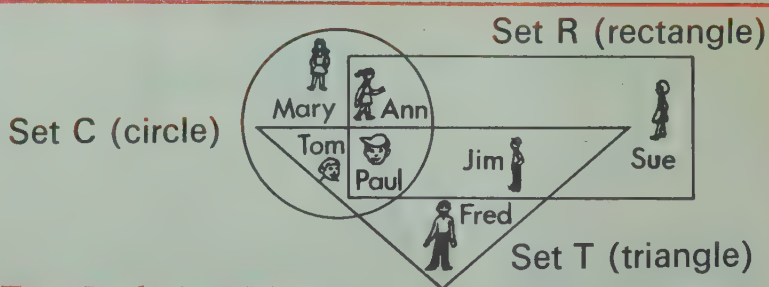 Set R (rectangle)
Set C (circle)
Mary Ann
Tom
Paul
Jim
Sue
Fred
Set T (triangle)